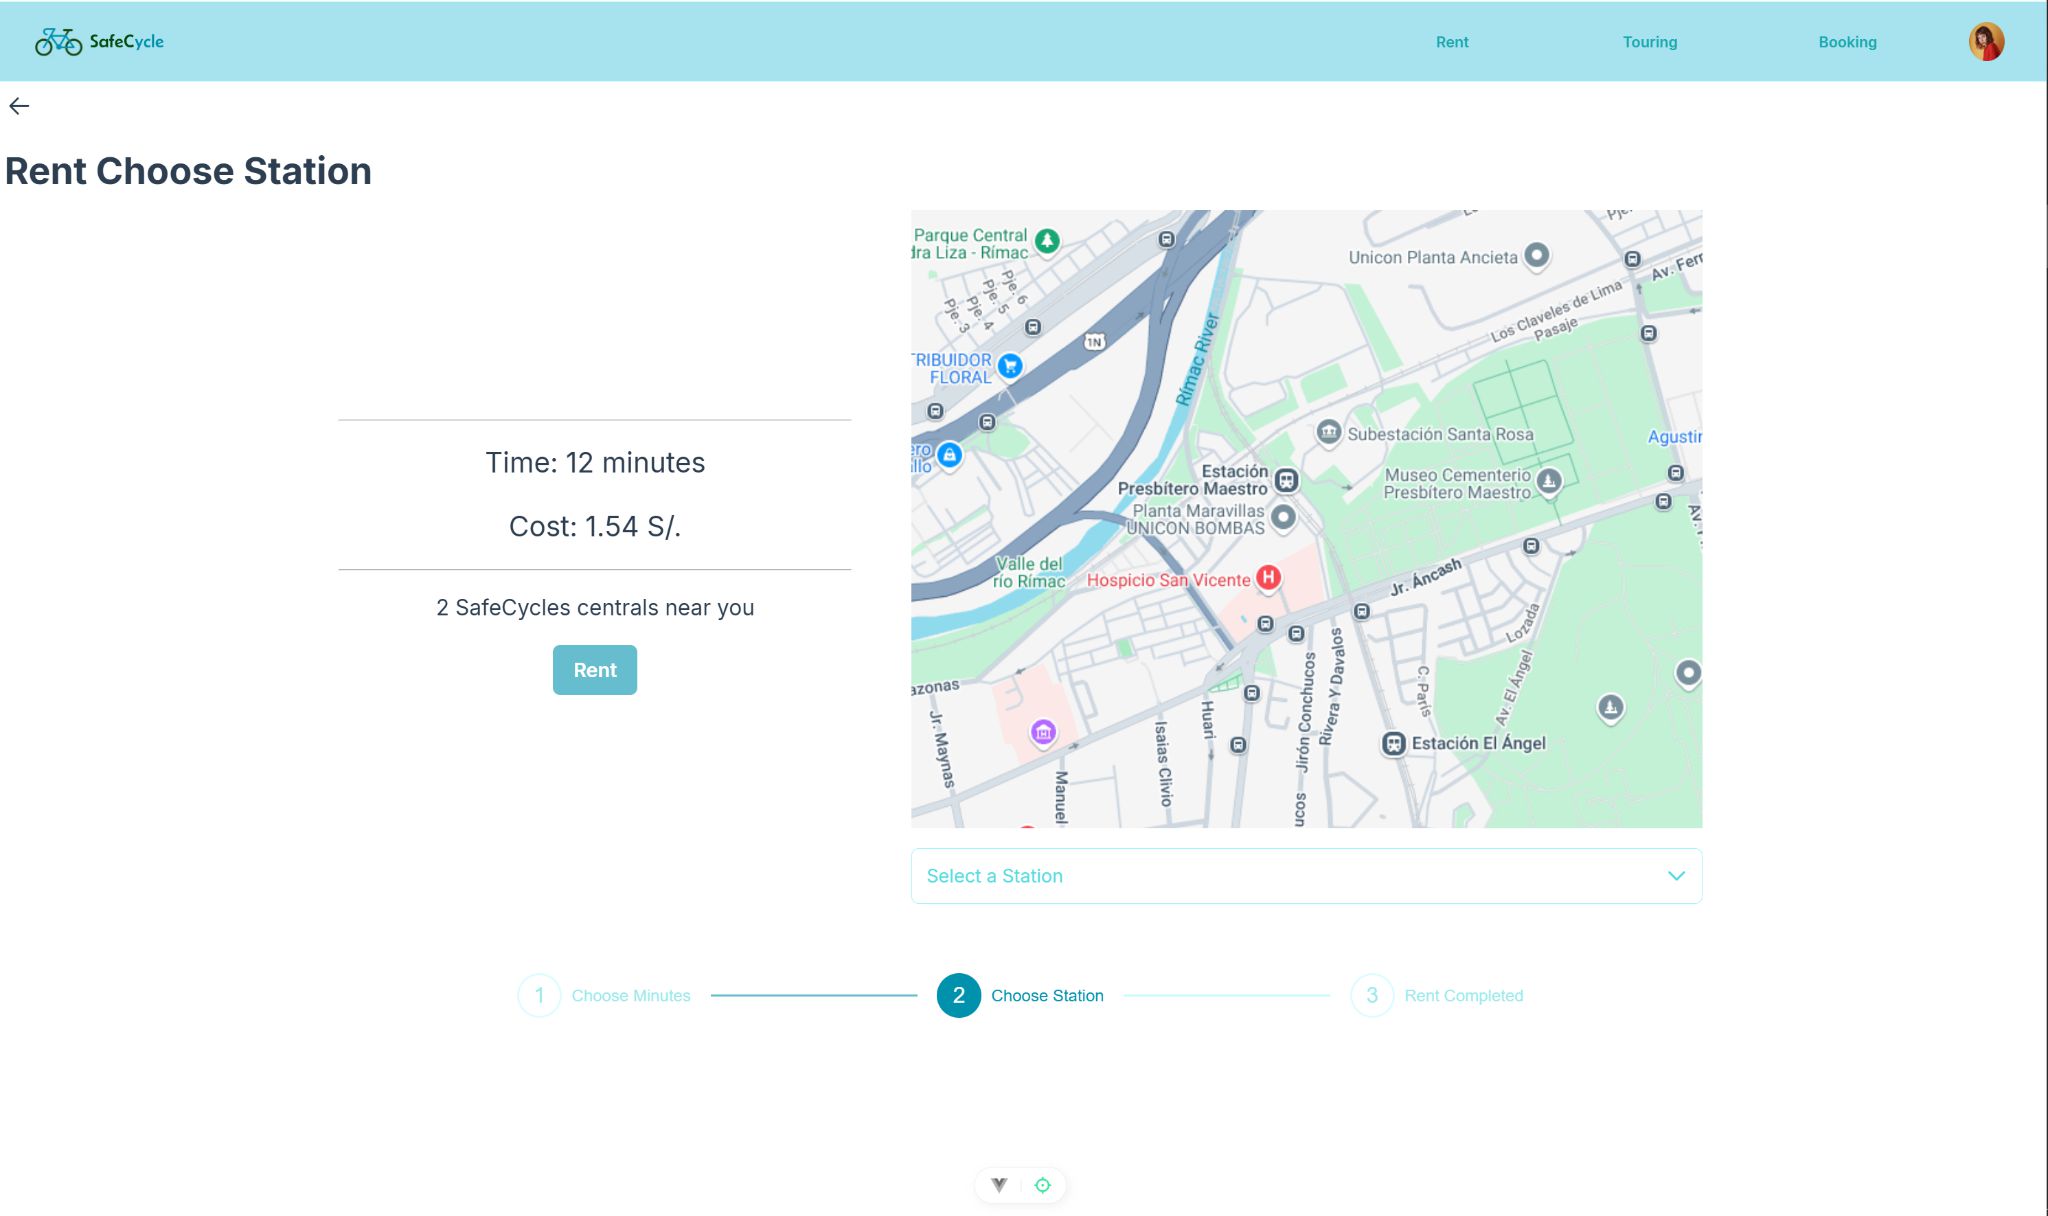 SafeCycle
Rent
Touring
Booking
Rent Choose Station
Time: 12 minutes
Cost: 1.54 S/.
2 SafeCycles centrals near you
Rent
Parque Central
dra Liza - Rímac
Pje. 6
Pje. 5
Pje. 4
Pje. 3
1N
TRIBUIDOR
FLORAL
Rímac River
Unicon Planta Ancieta
Av. Ferr
Los Claveles de Lima
Pasaje
Subestación Santa Rosa
Agustin
Estación
Presbítero Maestro
Museo Cementerio
Presbítero Maestro
Planta Maravillas
UNICON BOMBAS
Valle del
río Rímac
Hospicio San Vicente
H
Jr. Áncash
Lozada
Av. El Ángel
C. París
azonas
Jr. Maynas
Manuel
Isaias Clivio
Huari
Jirón Conchucos
Rivera Y Davalos
ucos
Estación El Ángel
Select a Station
1 Choose Minutes
2 Choose Station
3 Rent Completed